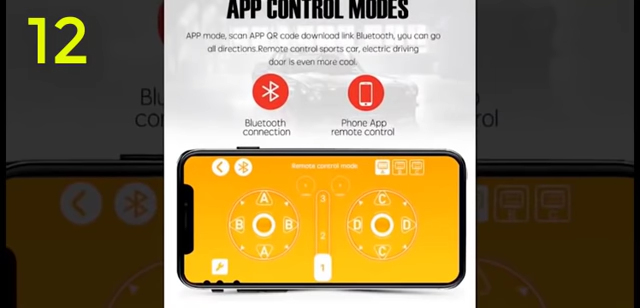 12
APP CONTROL MODES
APP mode, scan APP QR code download link Bluetooth, you can go
all directions.Remote control sports car, electric driving
door is even more cool.
Bluetooth
connection
Phone App
remote control
Remote control mode
A
B B
A
C
D D
C
3
2
1